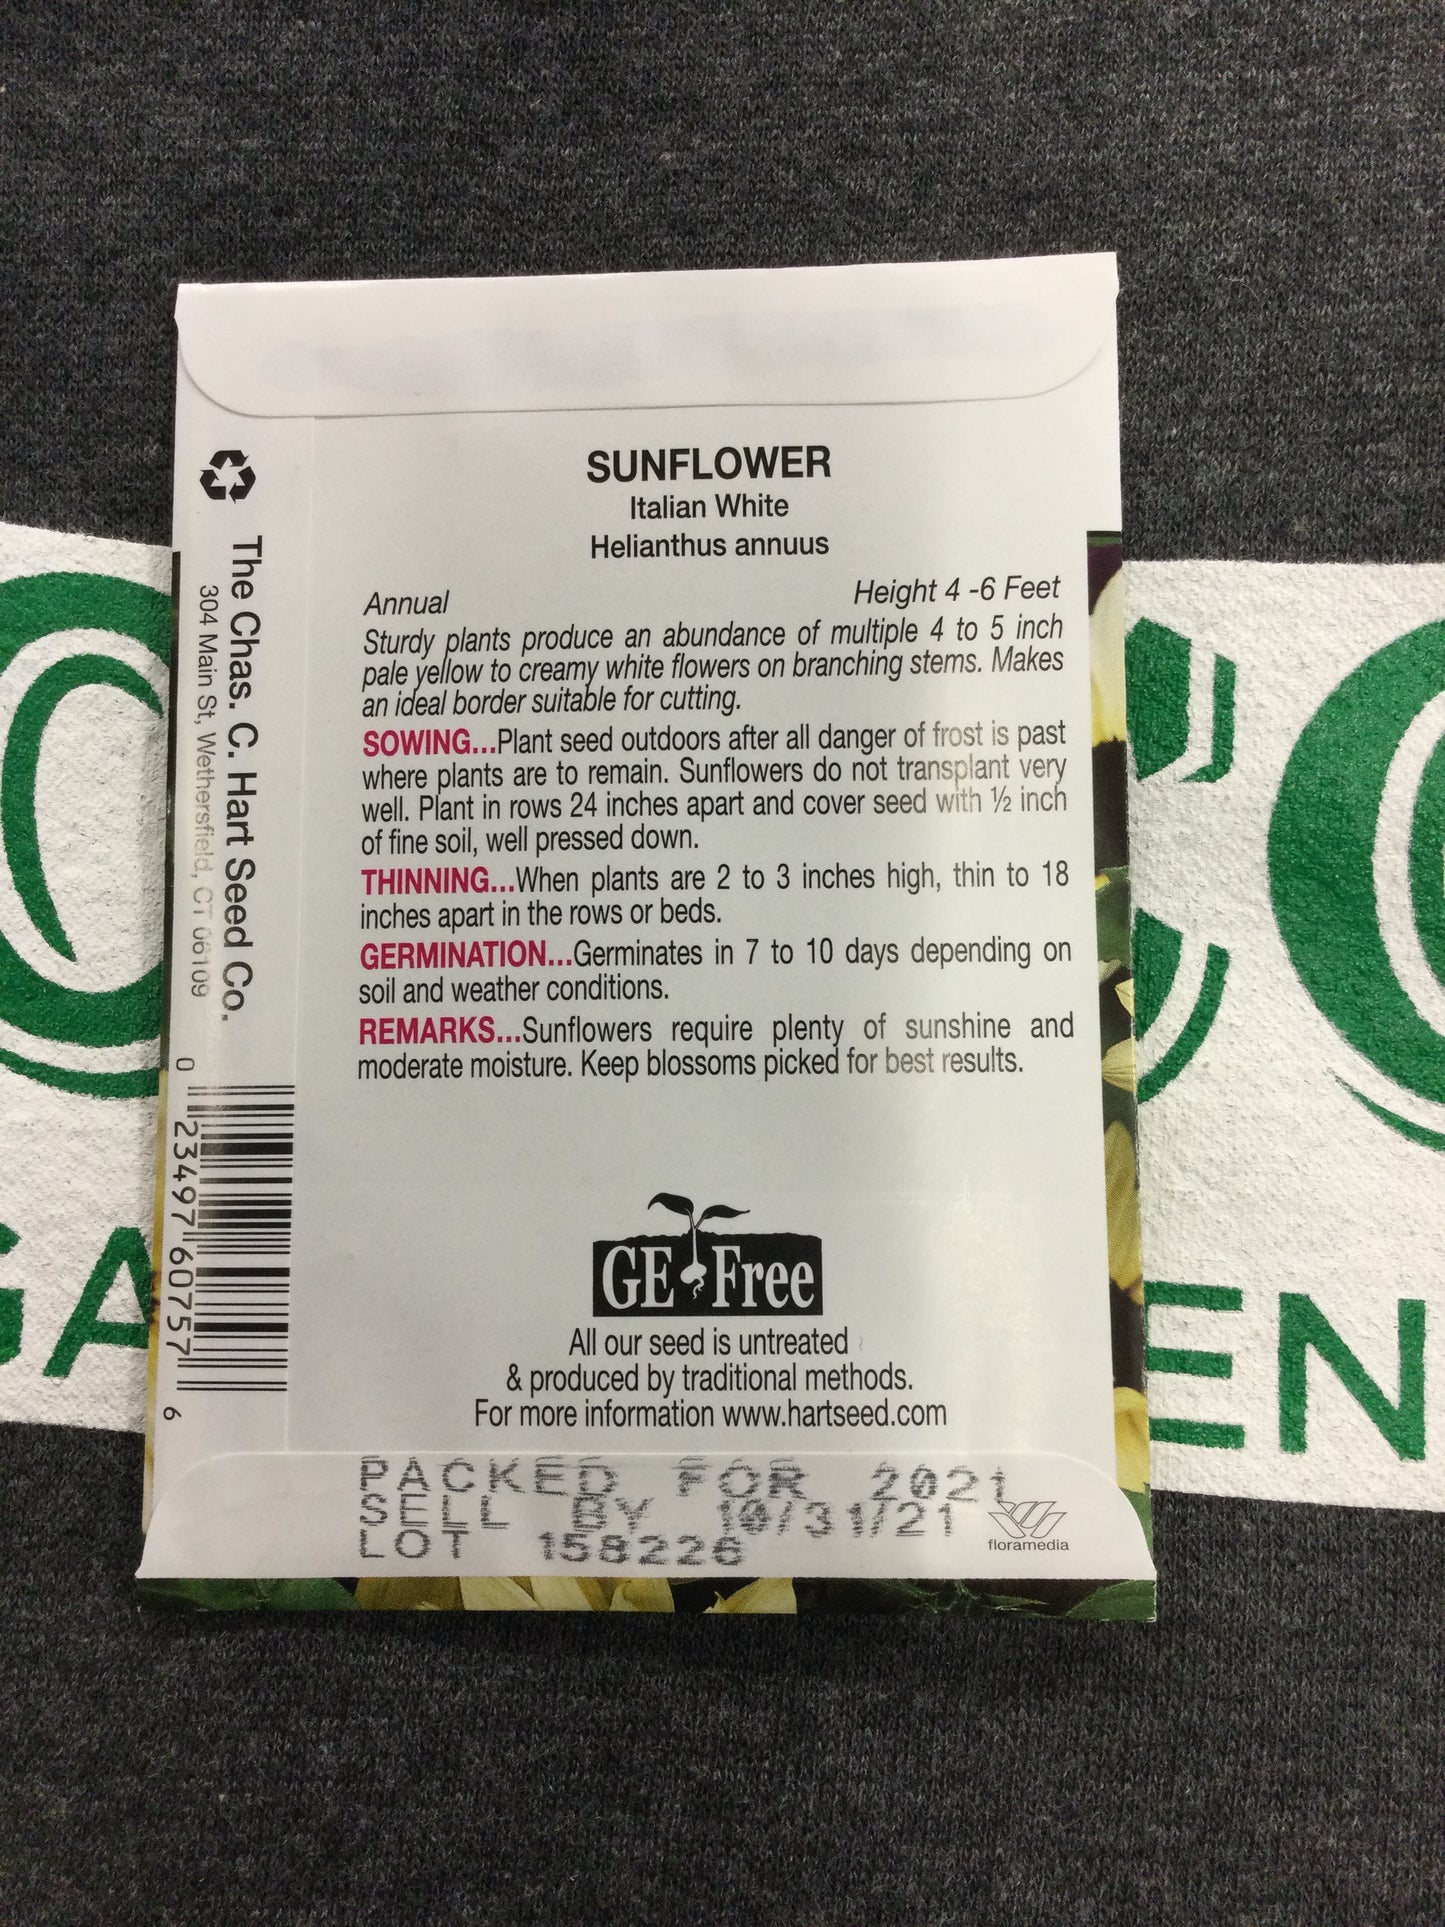 SUNFLOWER
Italian White
Helianthus annuus
Annual
Height 4 -6 Feet
Sturdy plants produce an abundance of multiple 4 to 5 inch
pale yellow to creamy white flowers on branching stems. Makes
an ideal border suitable for cutting.
SOWING...Plant seed outdoors after all danger of frost is past
where plants are to remain. Sunflowers do not transplant very
well. Plant in rows 24 inches apart and cover seed with ½ inch
of fine soil, well pressed down.
THINNING...When plants are 2 to 3 inches high, thin to 18
inches apart in the rows or beds.
GERMINATION...Germinates in 7 to 10 days depending on
soil and weather conditions.
REMARKS...Sunflowers require plenty of sunshine and
moderate moisture. Keep blossoms picked for best results.
GE Free
All our seed is untreated
& produced by traditional methods.
For more information www.hartseed.com
PACKED FOR 2021
SELL BY 10/31/21
LOT 158226
floramedia
The Chas. C. Hart Seed Co.
304 Main St, Wethersfield, CT 06109
0 23497 60757 6
GA
EN